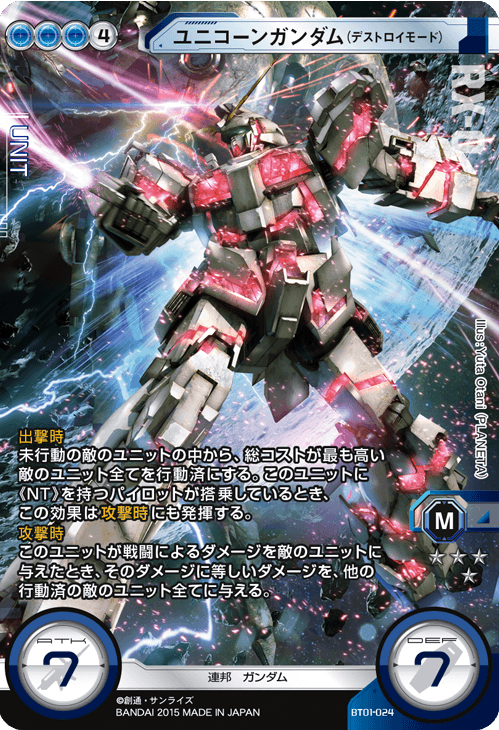 4
ユニコーンガンダム(デストロイモード)
RX-0
UNIT
Illus:Yuta Otani (PLANETA)
出撃時
未行動の敵のユニットの中から、総コストが最も高い
敵のユニット全てを行動済にする。このユニットに
《NT》を持つパイロットが搭乗しているとき、
この効果は攻撃時にも発揮する。
攻撃時
このユニットが戦闘によるダメージを敵のユニットに
与えたとき、そのダメージに等しいダメージを、他の
行動済の敵のユニット全てに与える。
M
ATK
7
DEF
7
連邦 ガンダム
©創通・サンライズ
BANDAI 2015 MADE IN JAPAN
BT01-024